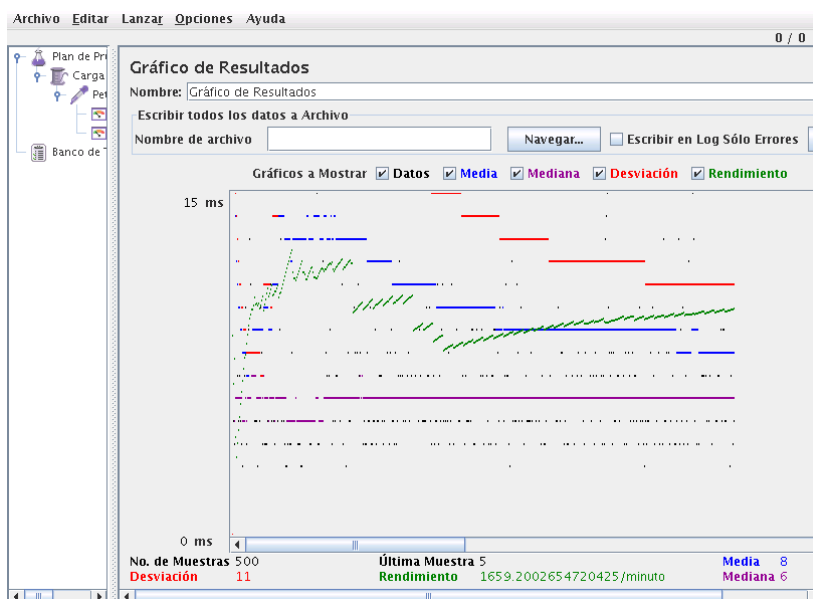 Archivo Editar Lanzar Opciones Ayuda
0 / 0
Plan de Pru
Carga
Pet
Banco de T
Gráfico de Resultados
Nombre: Gráfico de Resultados
Escribir todos los datos a Archivo
Nombre de archivo Navegar... Escribir en Log Sólo Errores
Gráficos a Mostrar Datos Media Mediana Desviación Rendimiento
15 ms
0 ms
No. de Muestras 500 Última Muestra 5 Media 8
Desviación 11 Rendimiento 1659.2002654720425/minuto Mediana 6